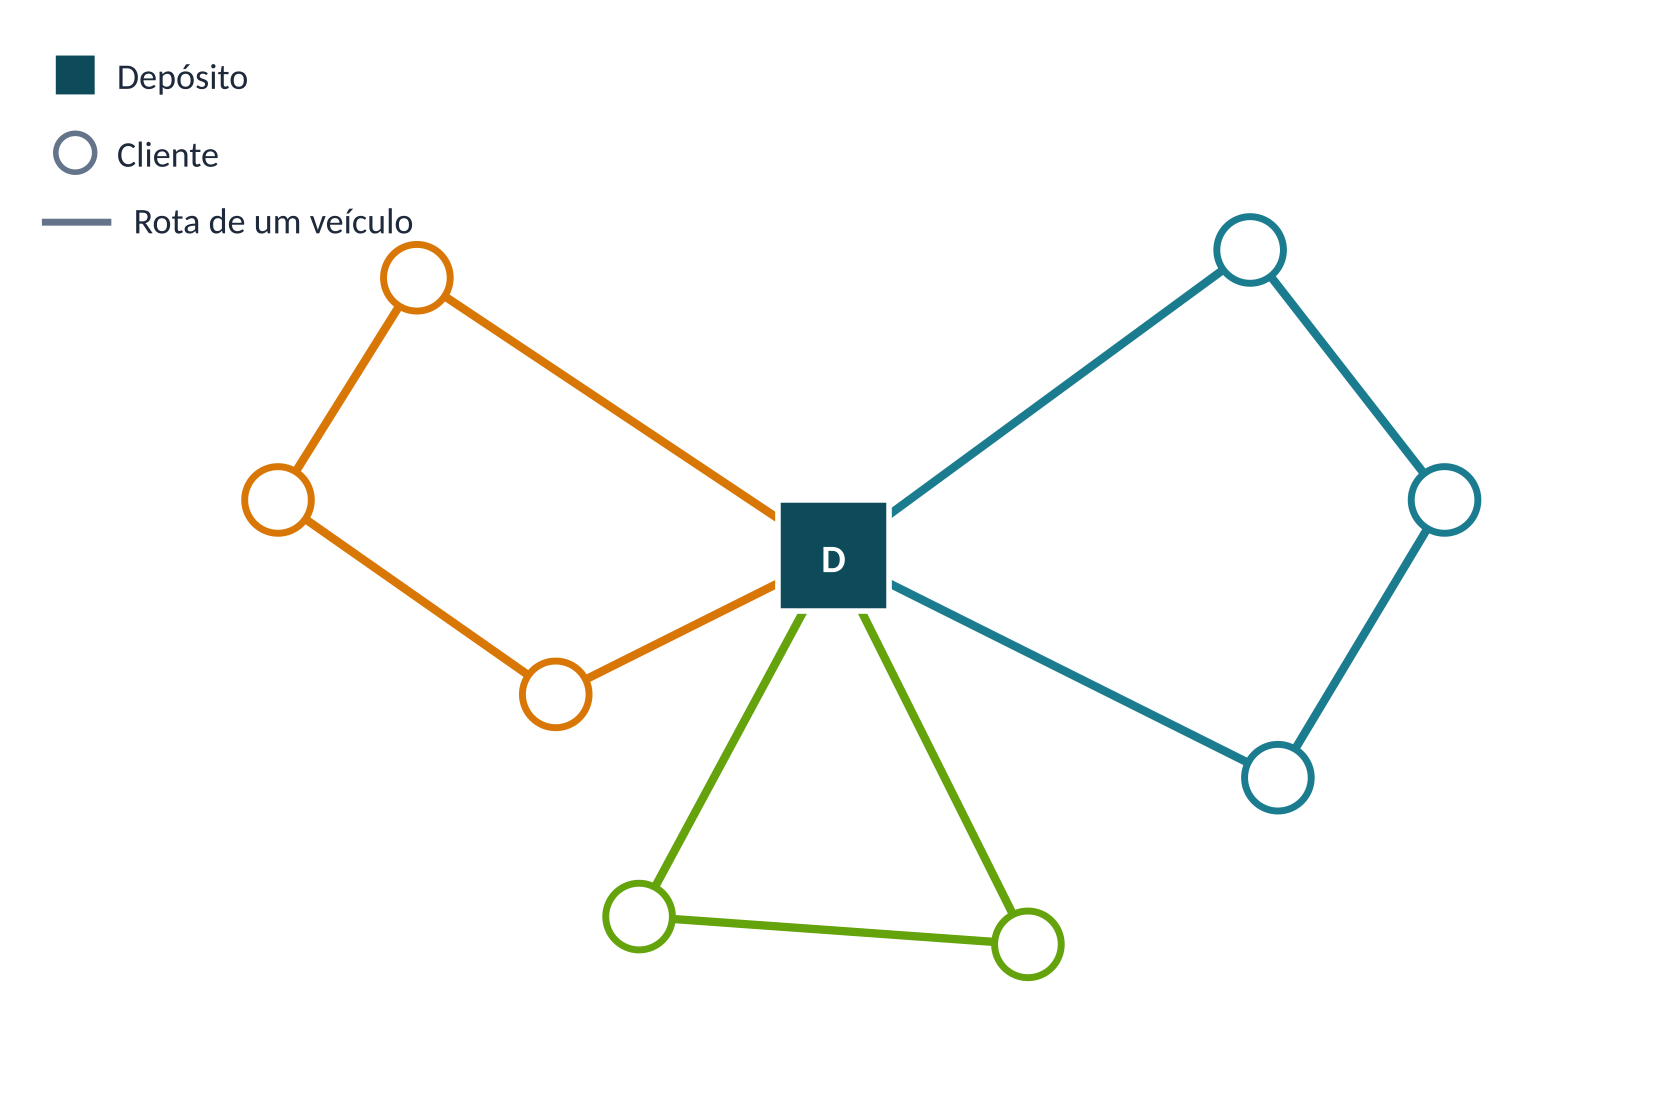 Depósito
Cliente
Rota de um veículo
D